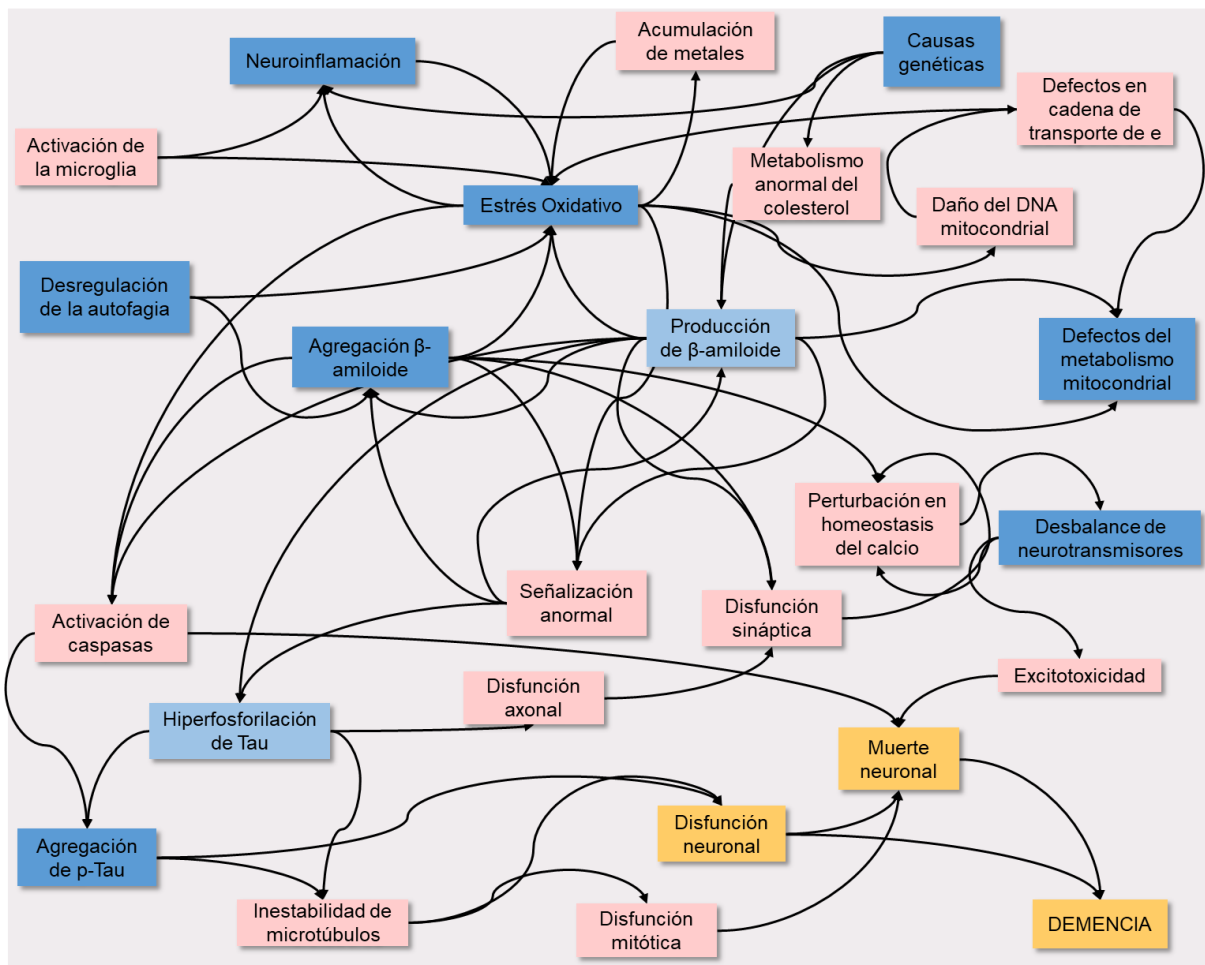 Acumulación
de metales
Causas
genéticas
Neuroinflamación
Defectos en
cadena de
transporte de e
Activación de
la microglia
Metabolismo
anormal del
colesterol
Estrés Oxidativo
Daño del DNA
mitocondrial
Desregulación
de la autofagia
Producción
de β-amiloide
Agregación β-
amiloide
Defectos del
metabolismo
mitocondrial
Perturbación en
homeostasis
del calcio
Desbalance de
neurotransmisores
Señalización
anormal
Disfunción
sináptica
Activación de
caspasas
Excitotoxicidad
Disfunción
axonal
Hiperfosforilación
de Tau
Muerte
neuronal
Disfunción
neuronal
Agregación
de p-Tau
Inestabilidad de
microtúbulos
Disfunción
mitótica
DEMENCIA